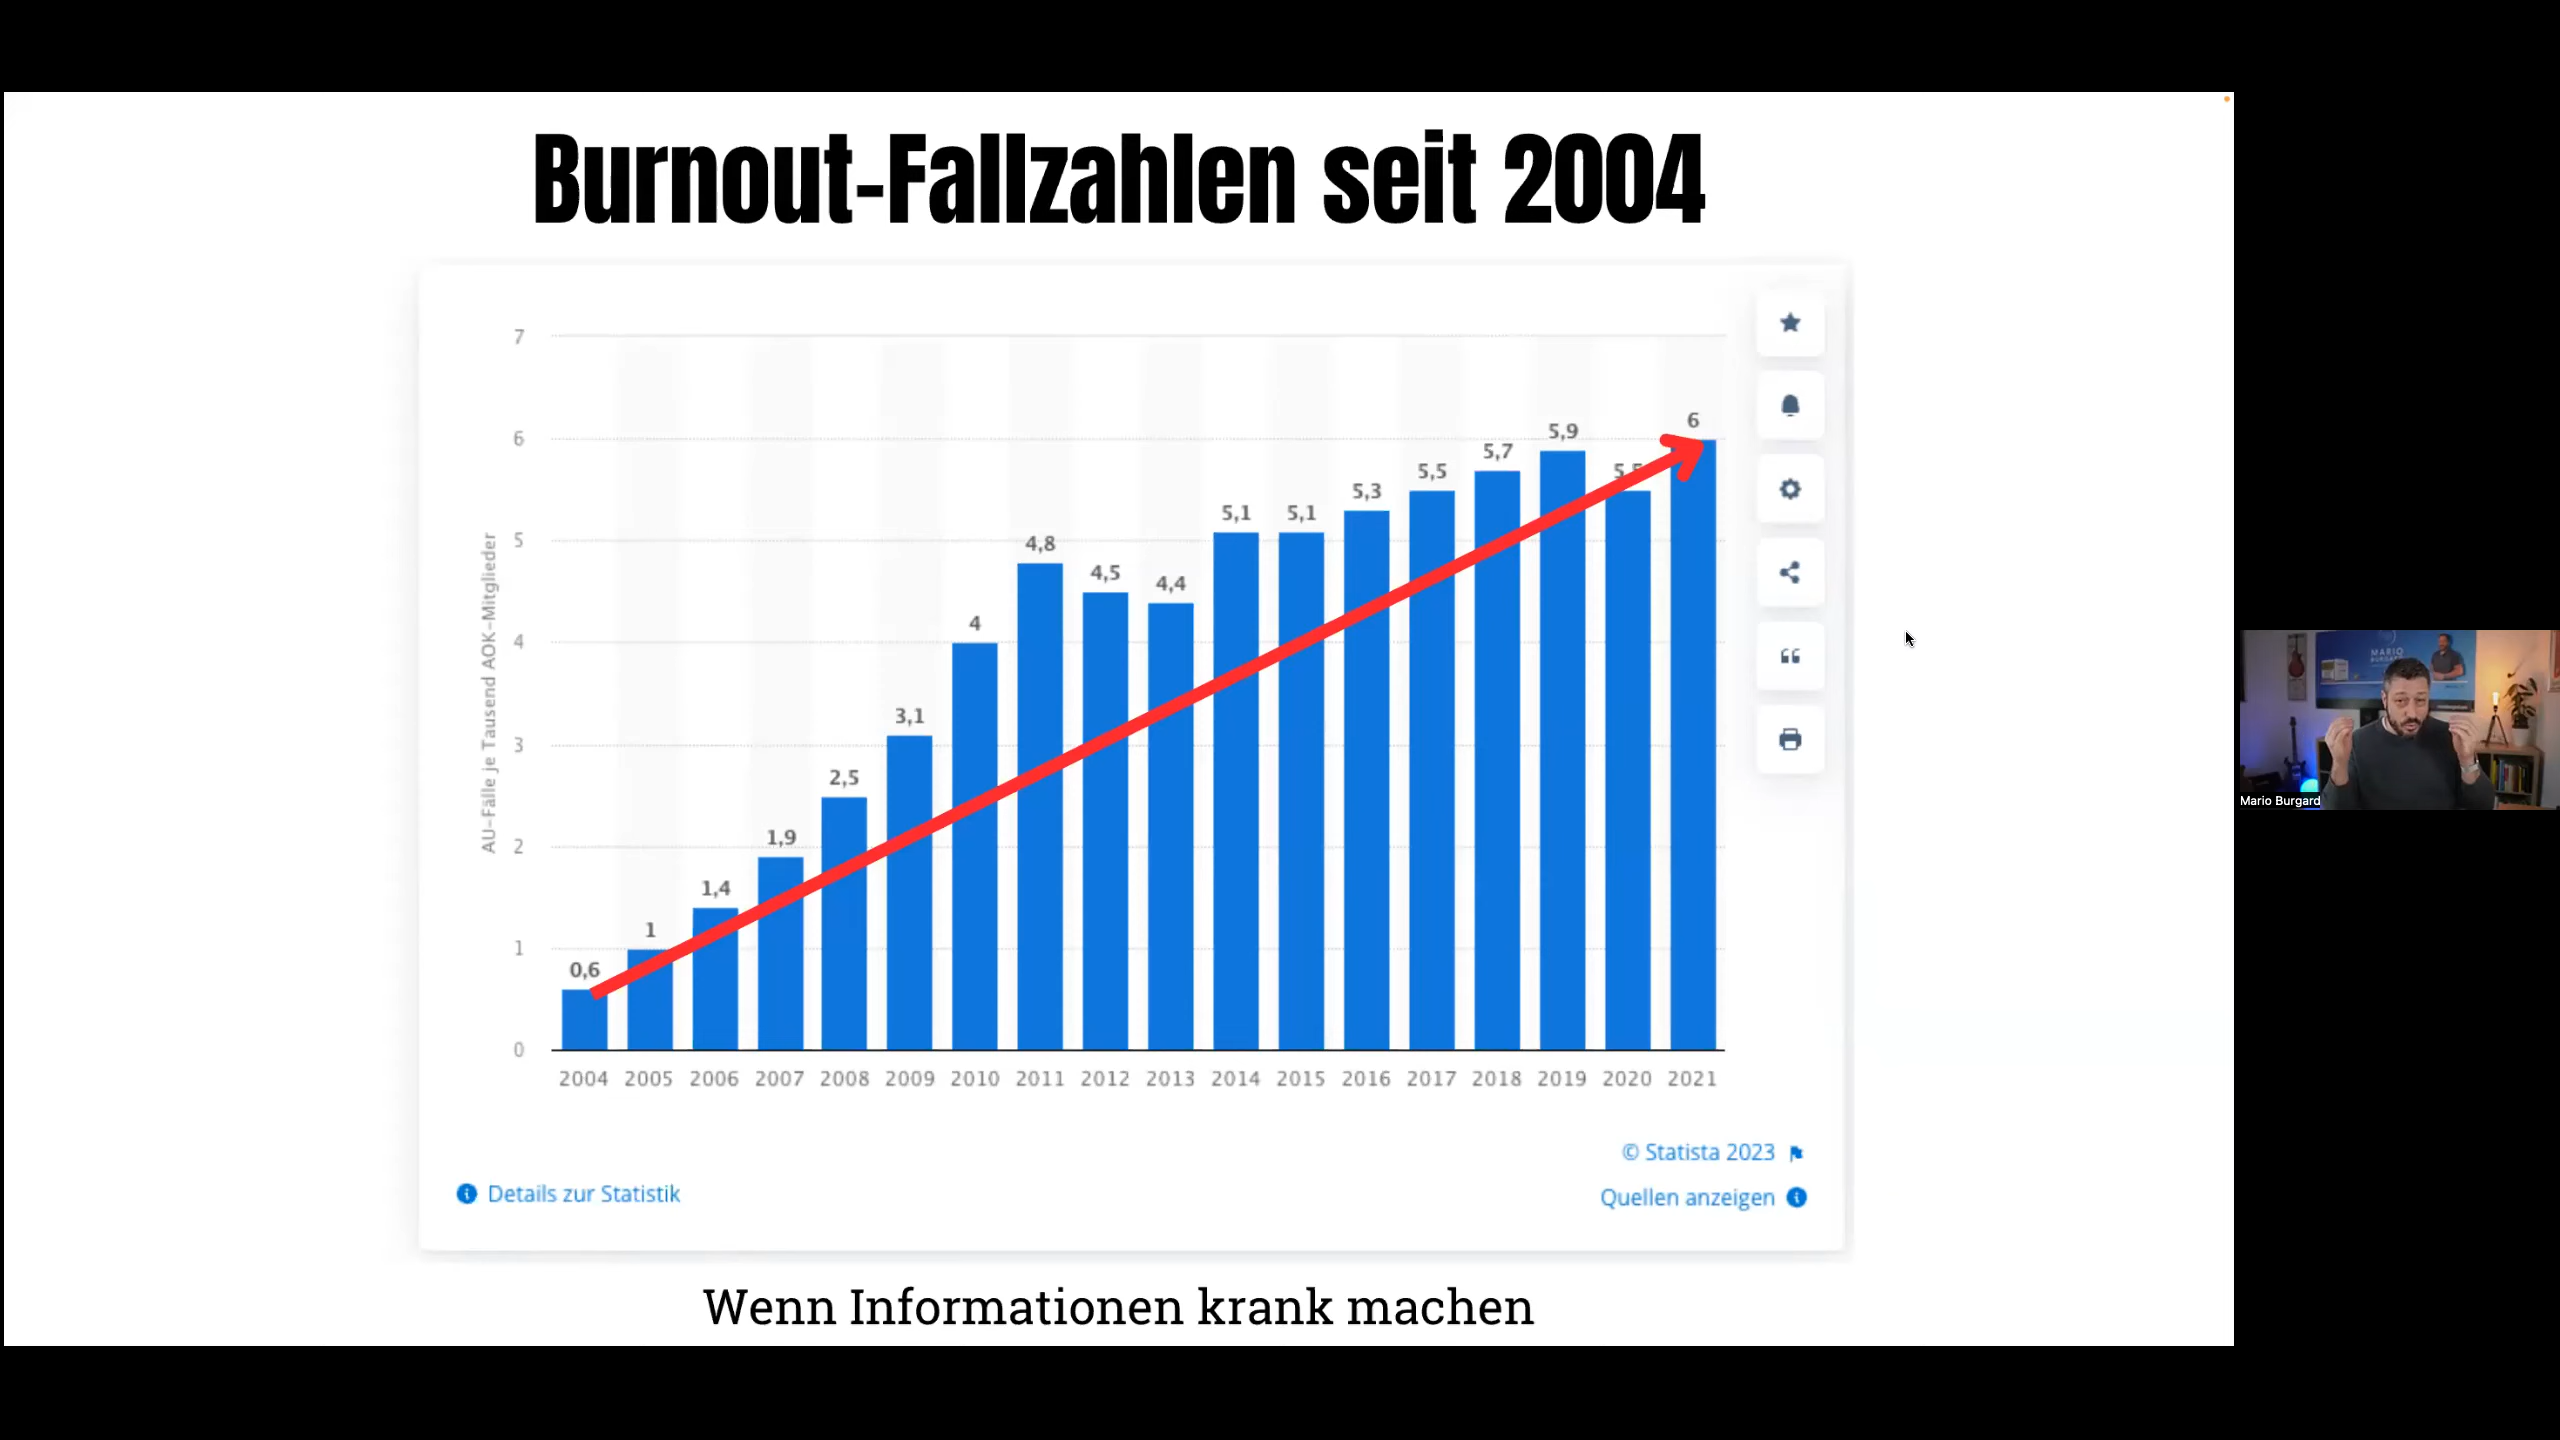 Burnout-Fallzahlen seit 2004
AU-Fälle je Tausend AOK-Mitglieder
7
6
5
4
3
2
1
0
0,6
1
1,4
1,9
2,5
3,1
4
4,8
4,5
4,4
5,1
5,1
5,3
5,5
5,7
5,9
5,5
6
2004 2005 2006 2007 2008 2009 2010 2011 2012 2013 2014 2015 2016 2017 2018 2019 2020 2021
© Statista 2023
Details zur Statistik
Quellen anzeigen
Wenn Informationen krank machen
MARIO
Mario Burgard